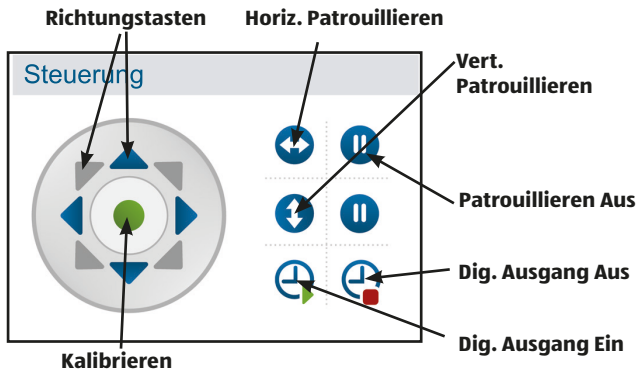 Richtungstasten
Horiz. Patrouillieren
Steuerung
Vert.
Patrouillieren
Patrouillieren Aus
Dig. Ausgang Aus
Dig. Ausgang Ein
Kalibrieren